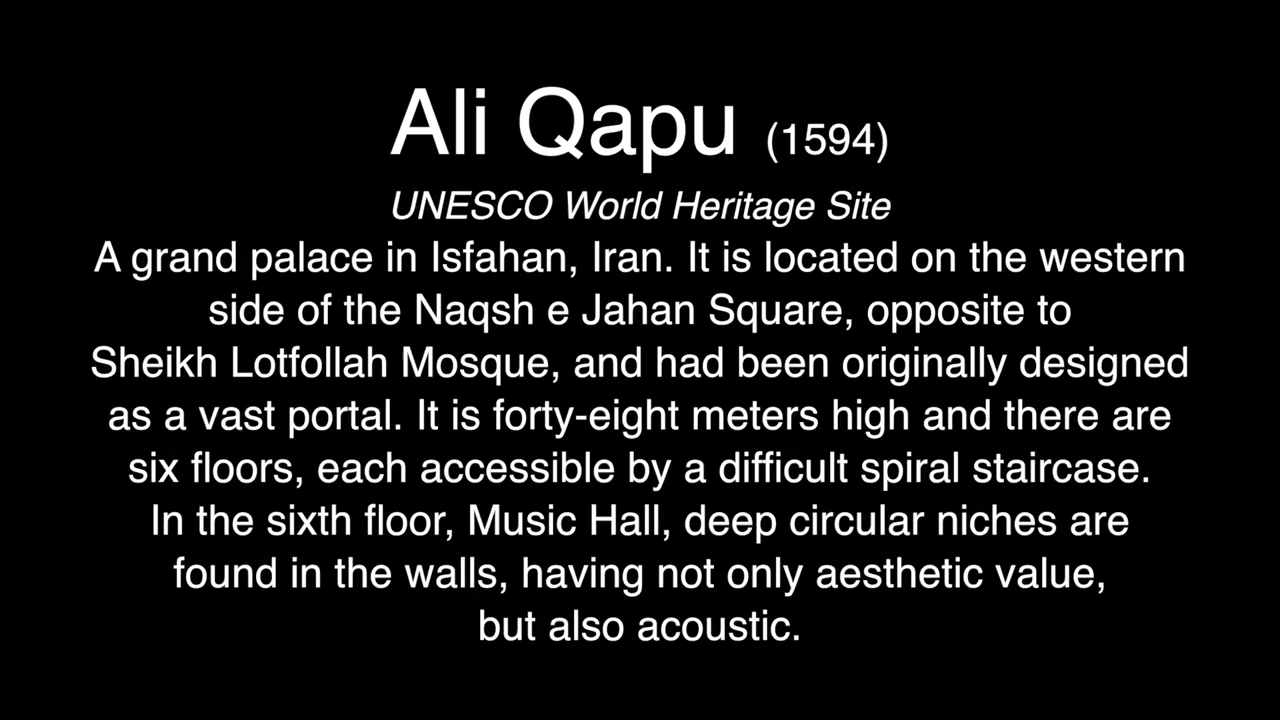 Ali Qapu (1594)
UNESCO World Heritage Site
A grand palace in Isfahan, Iran. It is located on the western
side of the Naqsh e Jahan Square, opposite to
Sheikh Lotfollah Mosque, and had been originally designed
as a vast portal. It is forty-eight meters high and there are
six floors, each accessible by a difficult spiral staircase.
In the sixth floor, Music Hall, deep circular niches are
found in the walls, having not only aesthetic value,
but also acoustic.